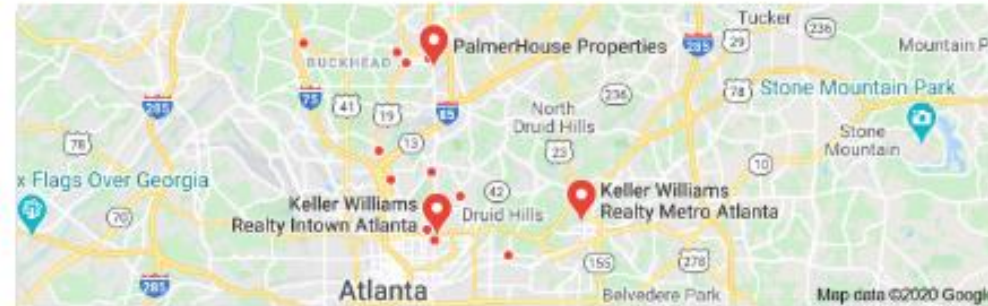 Tucker
236
285
29
PalmerHouse Properties
Mountain P
BUCKHEAD
285
75
41
19
85
236
78
Stone Mountain Park
North
Druid Hills
78
13
23
Stone
Mountain
10
x Flags Over Georgia
70
Keller Williams
Realty Intown Atlanta
42
Druid Hills
Keller Williams
Realty Metro Atlanta
155
278
285
Atlanta
Belvedere Park
Map data ©2020 Googl